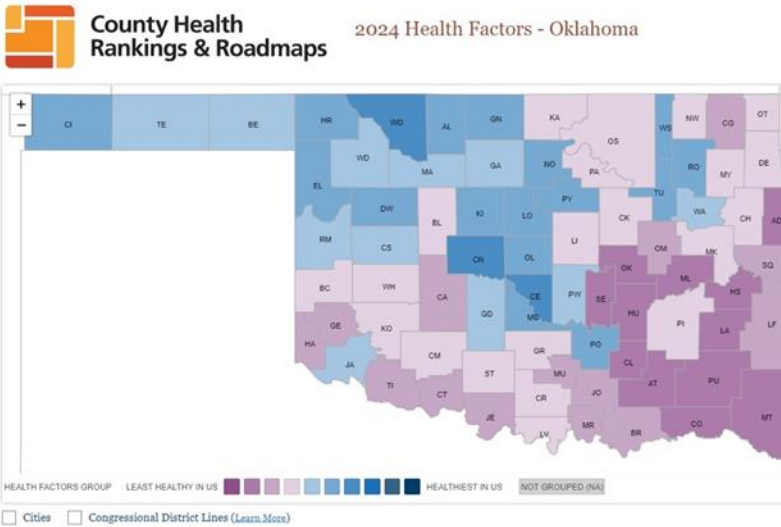 County Health
Rankings & Roadmaps
2024 Health Factors - Oklahoma
+
−
CI TE BE HR WO AL GN KA OS WS NW CG OT
WD MA GA NO PA RO MY DE
EL DW BL KI LO PY TU CK WA CH AD
RM CS CN OL LI OM MK SQ
BC WH CA GD CE MC PW SE OK ML HS
GE KO HU PI LA LF
HA JA CM ST GR PO CL
TI CT MU AT PU
JE CR JO MT
LV MR BR CO
HEALTH FACTORS GROUP LEAST HEALTHY IN US HEALTHIEST IN US NOT GROUPED (NA)
Cities Congressional District Lines (Learn More)